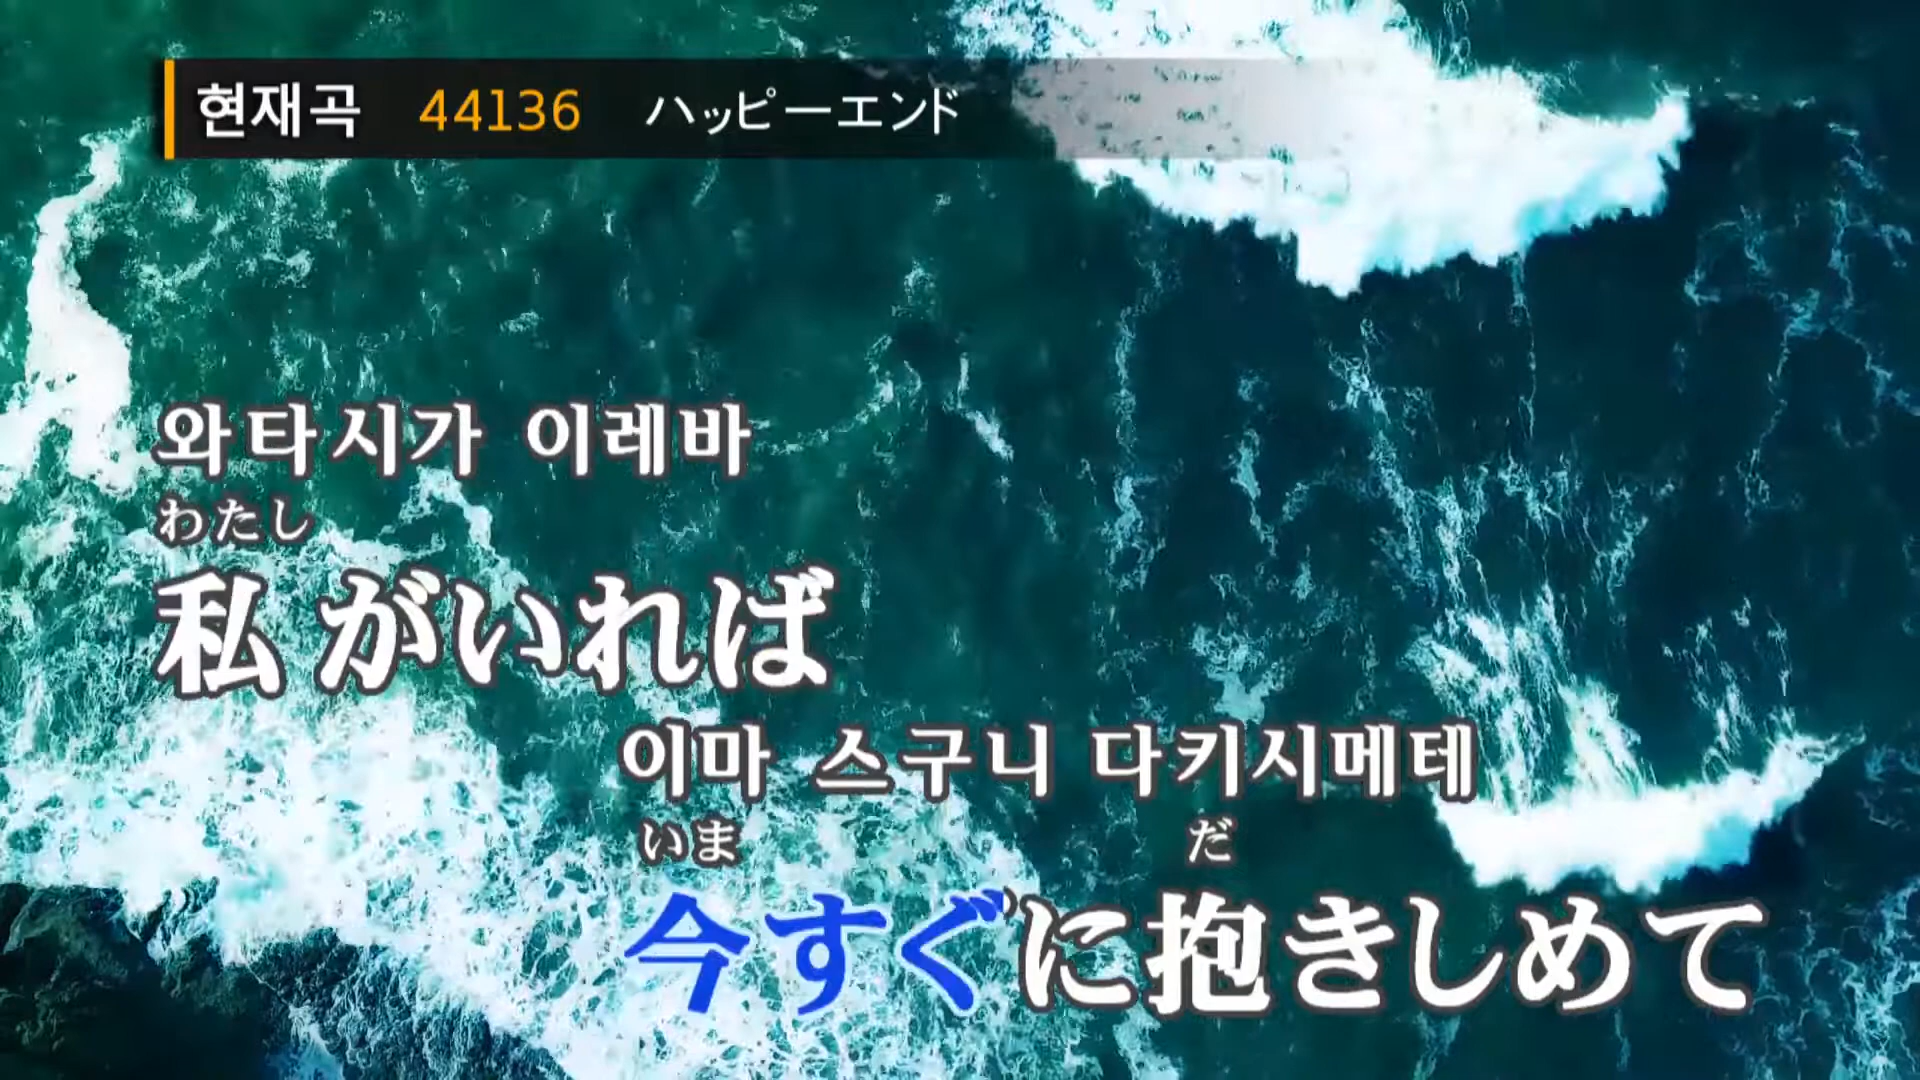 현재곡 44136 ハッピーエンド
와타시가 이레바
わたし
私がいれば
이마 스구니 다키시메테
いま だ
今すぐに抱きしめて